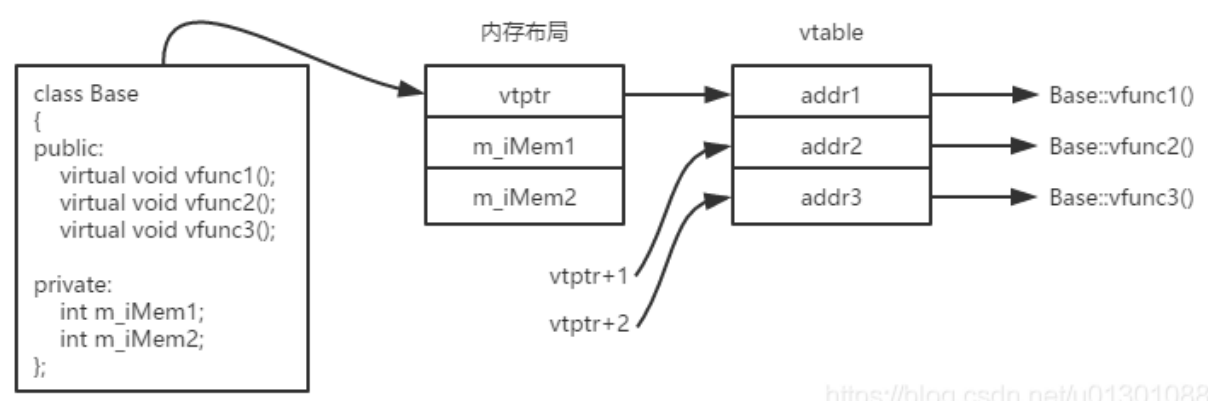 内存布局
vtable
class Base
{
public:
virtual void vfunc1();
virtual void vfunc2();
virtual void vfunc3();
private:
int m_iMem1;
int m_iMem2;
};
vtptr
m_iMem1
m_iMem2
vtptr+1
vtptr+2
addr1
addr2
addr3
Base::vfunc1()
Base::vfunc2()
Base::vfunc3()
https://blog.csdn.net/u01301088